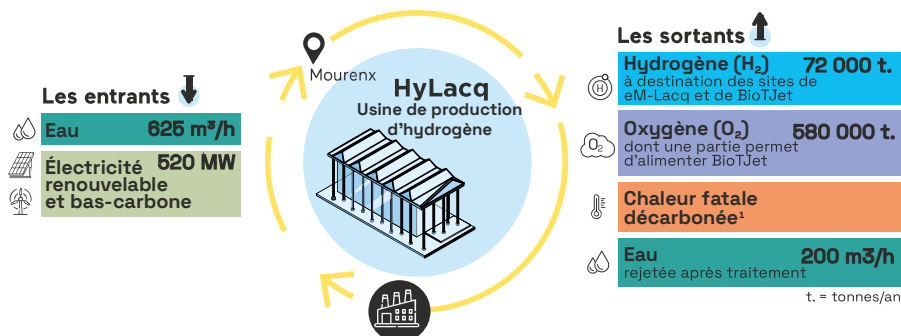 Les entrants
Eau 625 m³/h
Électricité 520 MW
renouvelable
et bas-carbone
Mourenx
HyLacq
Usine de production
d'hydrogène
Les sortants
H
Hydrogène (H₂) 72 000 t.
à destination des sites de
eM-Lacq et de BioTJet
O₂
Oxygène (O₂) 580 000 t.
dont une partie permet
d'alimenter BioTJet
Chaleur fatale
décarbonée¹
Eau 200 m3/h
rejetée après traitement
t. = tonnes/an